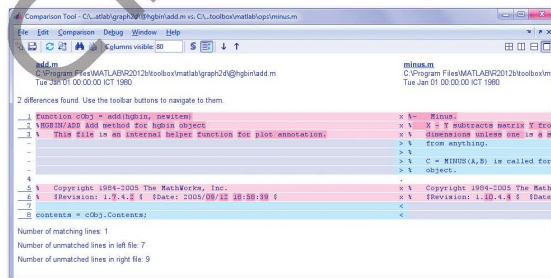 Comparison Tool - C:\...atlab\graph2d\@hgbin\add.m vs. C:\...toolbox\matlab\ops\minus.m
File Edit Comparison Debug Window Help
Columns visible: 80
add.m
C:\Program Files\MATLAB\R2012b\toolbox\matlab\graph2d\@hgbin\add.m
Tue Jan 01 00:00:00 ICT 1980
minus.m
C:\Program Files\MATLAB\R2012b\toolbox\m
Tue Jan 01 00:00:00 ICT 1980
2 differences found. Use the toolbar buttons to navigate to them.
1 function cObj = add(hgbin, newitem) x %- Minus.
2 %HGBIN/ADD Add method for hgbin object x % X - Y subtracts matrix Y fro
3 % This file is an internal helper function for plot annotation. x % dimensions unless one is a s
- > % from anything.
- > %
- > % C = MINUS(A,B) is called for
- > % object.
4 .
5 % Copyright 1984-2005 The MathWorks, Inc. x % Copyright 1984-2005 The Math
6 % $Revision: 1.7.4.2 $ $Date: 2005/09/12 18:58:39 $ x % $Revision: 1.10.4.4 $ $Date
7 <
8 contents = cObj.Contents; <
Number of matching lines: 1
Number of unmatched lines in left file: 7
Number of unmatched lines in right file: 9